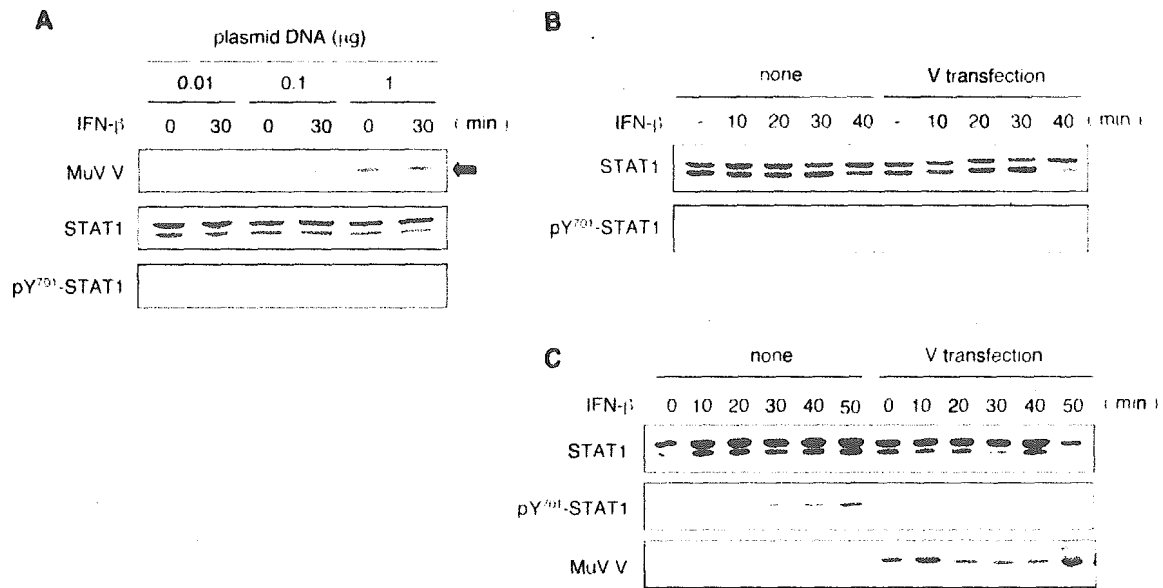 A
plasmid DNA (µg)
0.01 0.1 1
IFN-β 0 30 0 30 0 30 (min)
MuV V
STAT1
pY701-STAT1
B
none V transfection
IFN-β - 10 20 30 40 - 10 20 30 40 (min)
STAT1
pY701-STAT1
C
none V transfection
IFN-β 0 10 20 30 40 50 0 10 20 30 40 50 (min)
STAT1
pY701-STAT1
MuV V